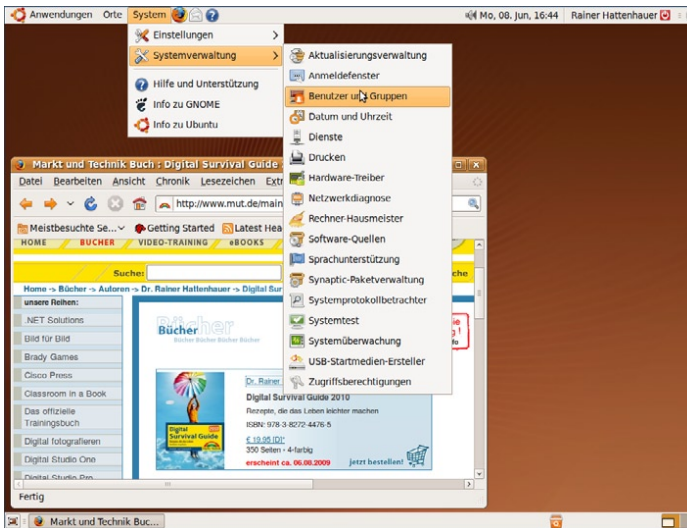 Anwendungen Orte System
Mo, 08. Jun, 16:44 Rainer Hattenhauer
Einstellungen
Systemverwaltung
Hilfe und Unterstützung
Info zu GNOME
Info zu Ubuntu
Aktualisierungsverwaltung
Anmeldefenster
Benutzer und Gruppen
Datum und Uhrzeit
Dienste
Drucken
Hardware-Treiber
Netzwerkdiagnose
Rechner-Hausmeister
Software-Quellen
Sprachunterstützung
Synaptic-Paketverwaltung
Systemprotokollbetrachter
Systemtest
Systemüberwachung
USB-Startmedien-Ersteller
Zugriffsberechtigungen
Markt und Technik Buch : Digital Survival Guide
Datei Bearbeiten Ansicht Chronik Lesezeichen Extr
http://www.mut.de/main
Meistbesuchte Se... Getting Started Latest Hea
HOME BÜCHER VIDEO-TRAINING eBOOKS
Suche: che
Home -> Bücher -> Autoren -> Dr. Rainer Hattenhauer -> Digital Sur
unsere Reihen:
.NET Solutions
Bild für Bild
Brady Games
Cisco Press
Classroom in a Book
Das offizielle
Trainingsbuch
Digital fotografieren
Digital Studio One
Digital Studio Pro
Bücher
Bücher Bücher Bücher Bücher
Dr. Rainer
Digital Survival Guide 2010
Rezepte, die das Leben leichter machen
ISBN: 978-3-8272-4476-5
€ 19,95 [D]*
350 Seiten - 4-farbig
erscheint ca. 06.08.2009 jetzt bestellen!
Digital
Survival Guide
Fertig
Markt und Technik Buc...